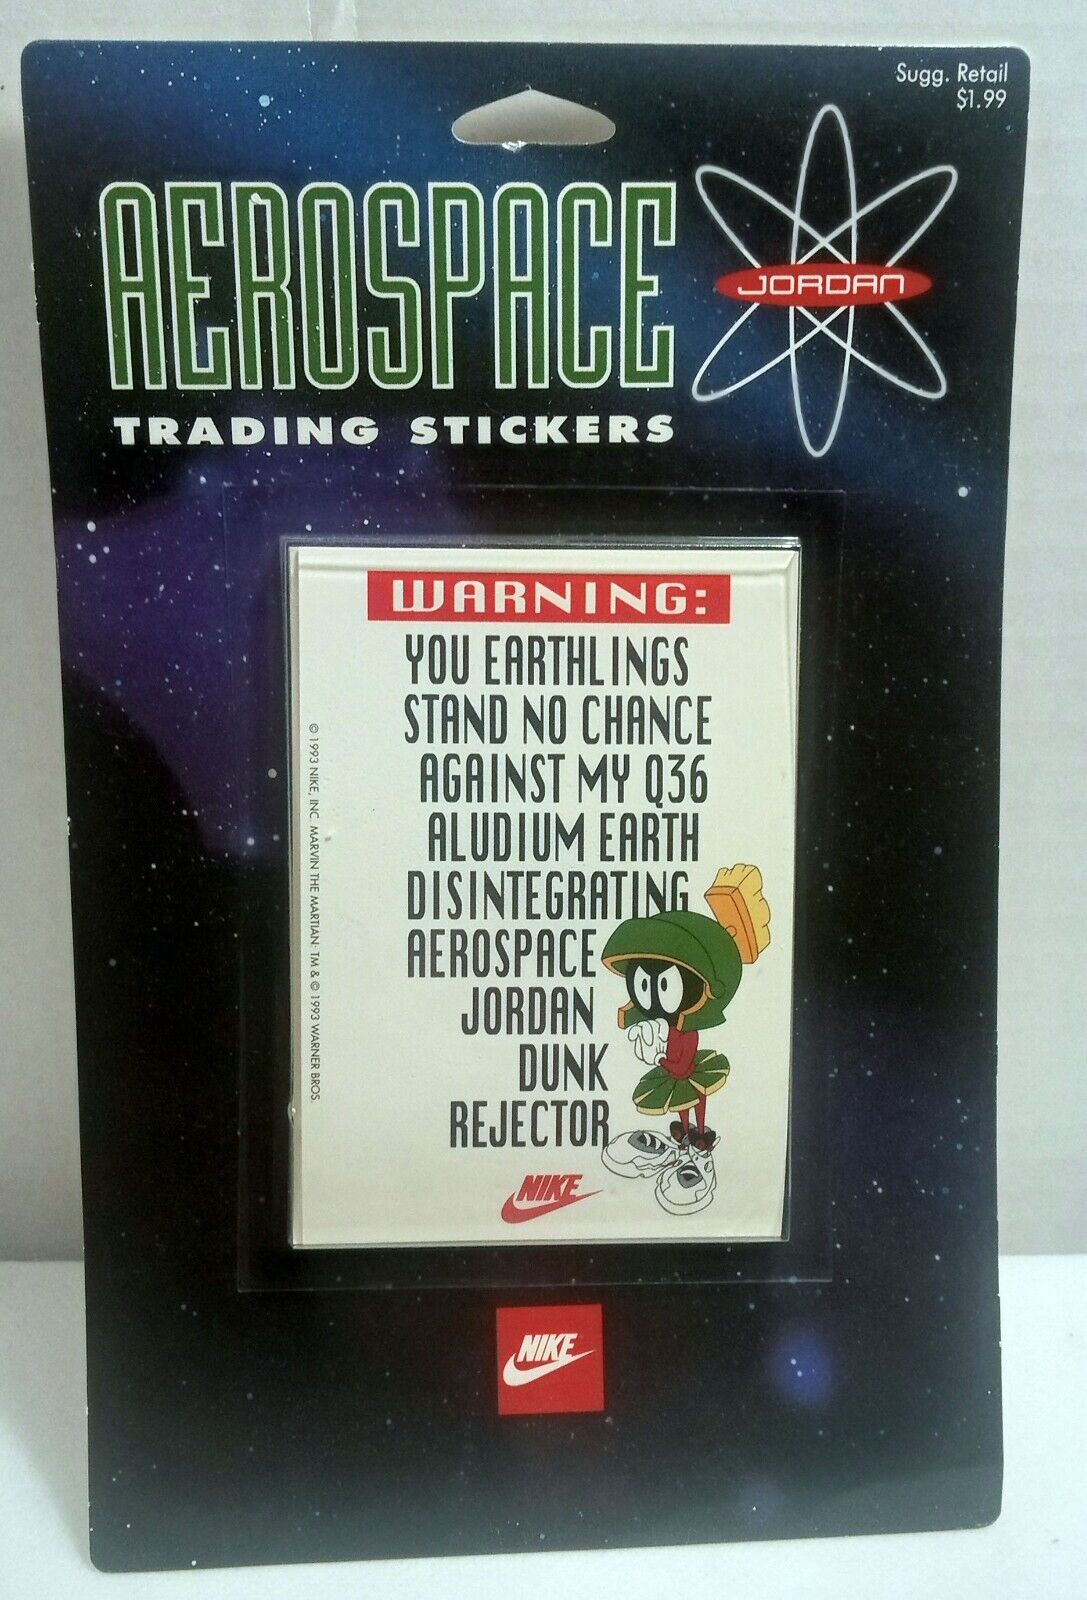 Sugg. Retail
$1.99
AEROSPACE
JORDAN
TRADING STICKERS
WARNING:
YOU EARTHLINGS
STAND NO CHANCE
AGAINST MY Q36
ALUDIUM EARTH
DISINTEGRATING
AEROSPACE
JORDAN
DUNK
REJECTOR
NIKE
© 1993 NIKE, INC. MARVIN THE MARTIAN: TM & © 1993 WARNER BROS.
NIKE